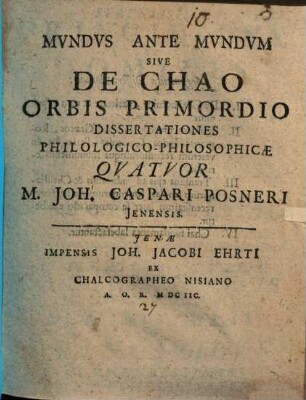 10.
3
MVNDVS ANTE MVNDVM
SIVE
DE CHAO
ORBIS PRIMORDIO
DISSERTATIONES
PHILOLOGICO-PHILOSOPHICÆ
QVATVOR
M. JOH. CASPARI POSNERI
JENENSIS.
JENÆ
IMPENSIS JOH. JACOBI EHRTI
EX
CHALCOGRAPHEO NISIANO
A. O. R. MDCIIC.
27